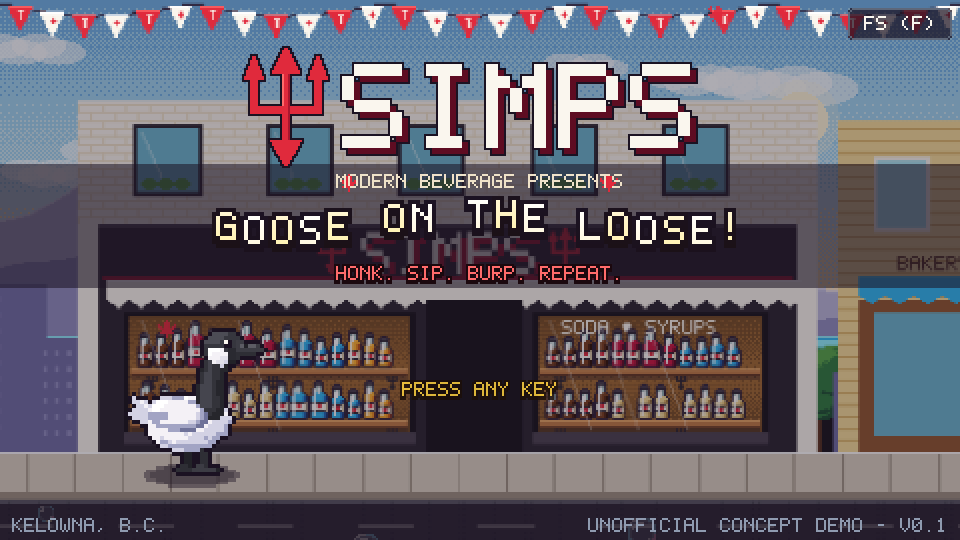 FS (F)
SIMPS
MODERN BEVERAGE PRESENTS
GOOSE ON THE LOOSE!
SIMPS
HONK. SIP. BURP. REPEAT.
BAKER
SODA • SYRUPS
PRESS ANY KEY
KELOWNA, B.C.
UNOFFICIAL CONCEPT DEMO - V0.1